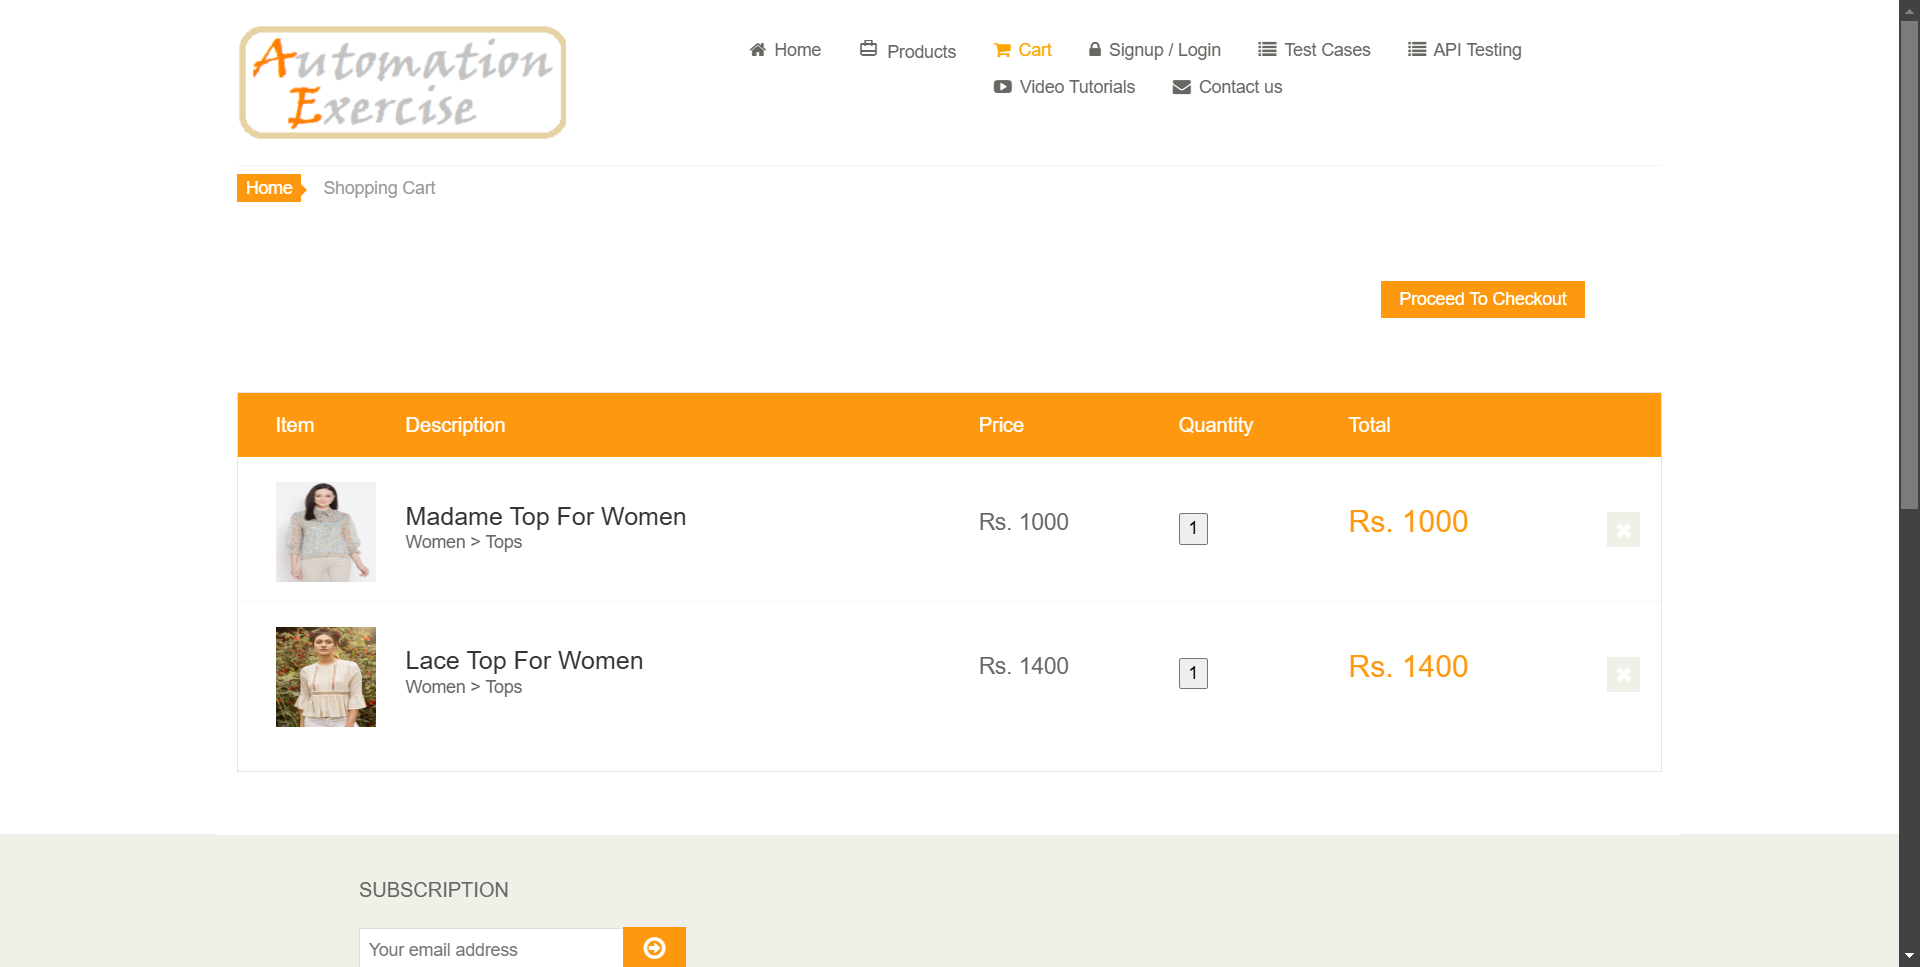 Automation
Exercise
Home Products Cart Signup / Login Test Cases API Testing
Video Tutorials Contact us
Home Shopping Cart
Proceed To Checkout
Item Description Price Quantity Total
Madame Top For Women Rs. 1000 1 Rs. 1000
Women > Tops
Lace Top For Women Rs. 1400 1 Rs. 1400
Women > Tops
SUBSCRIPTION
Your email address